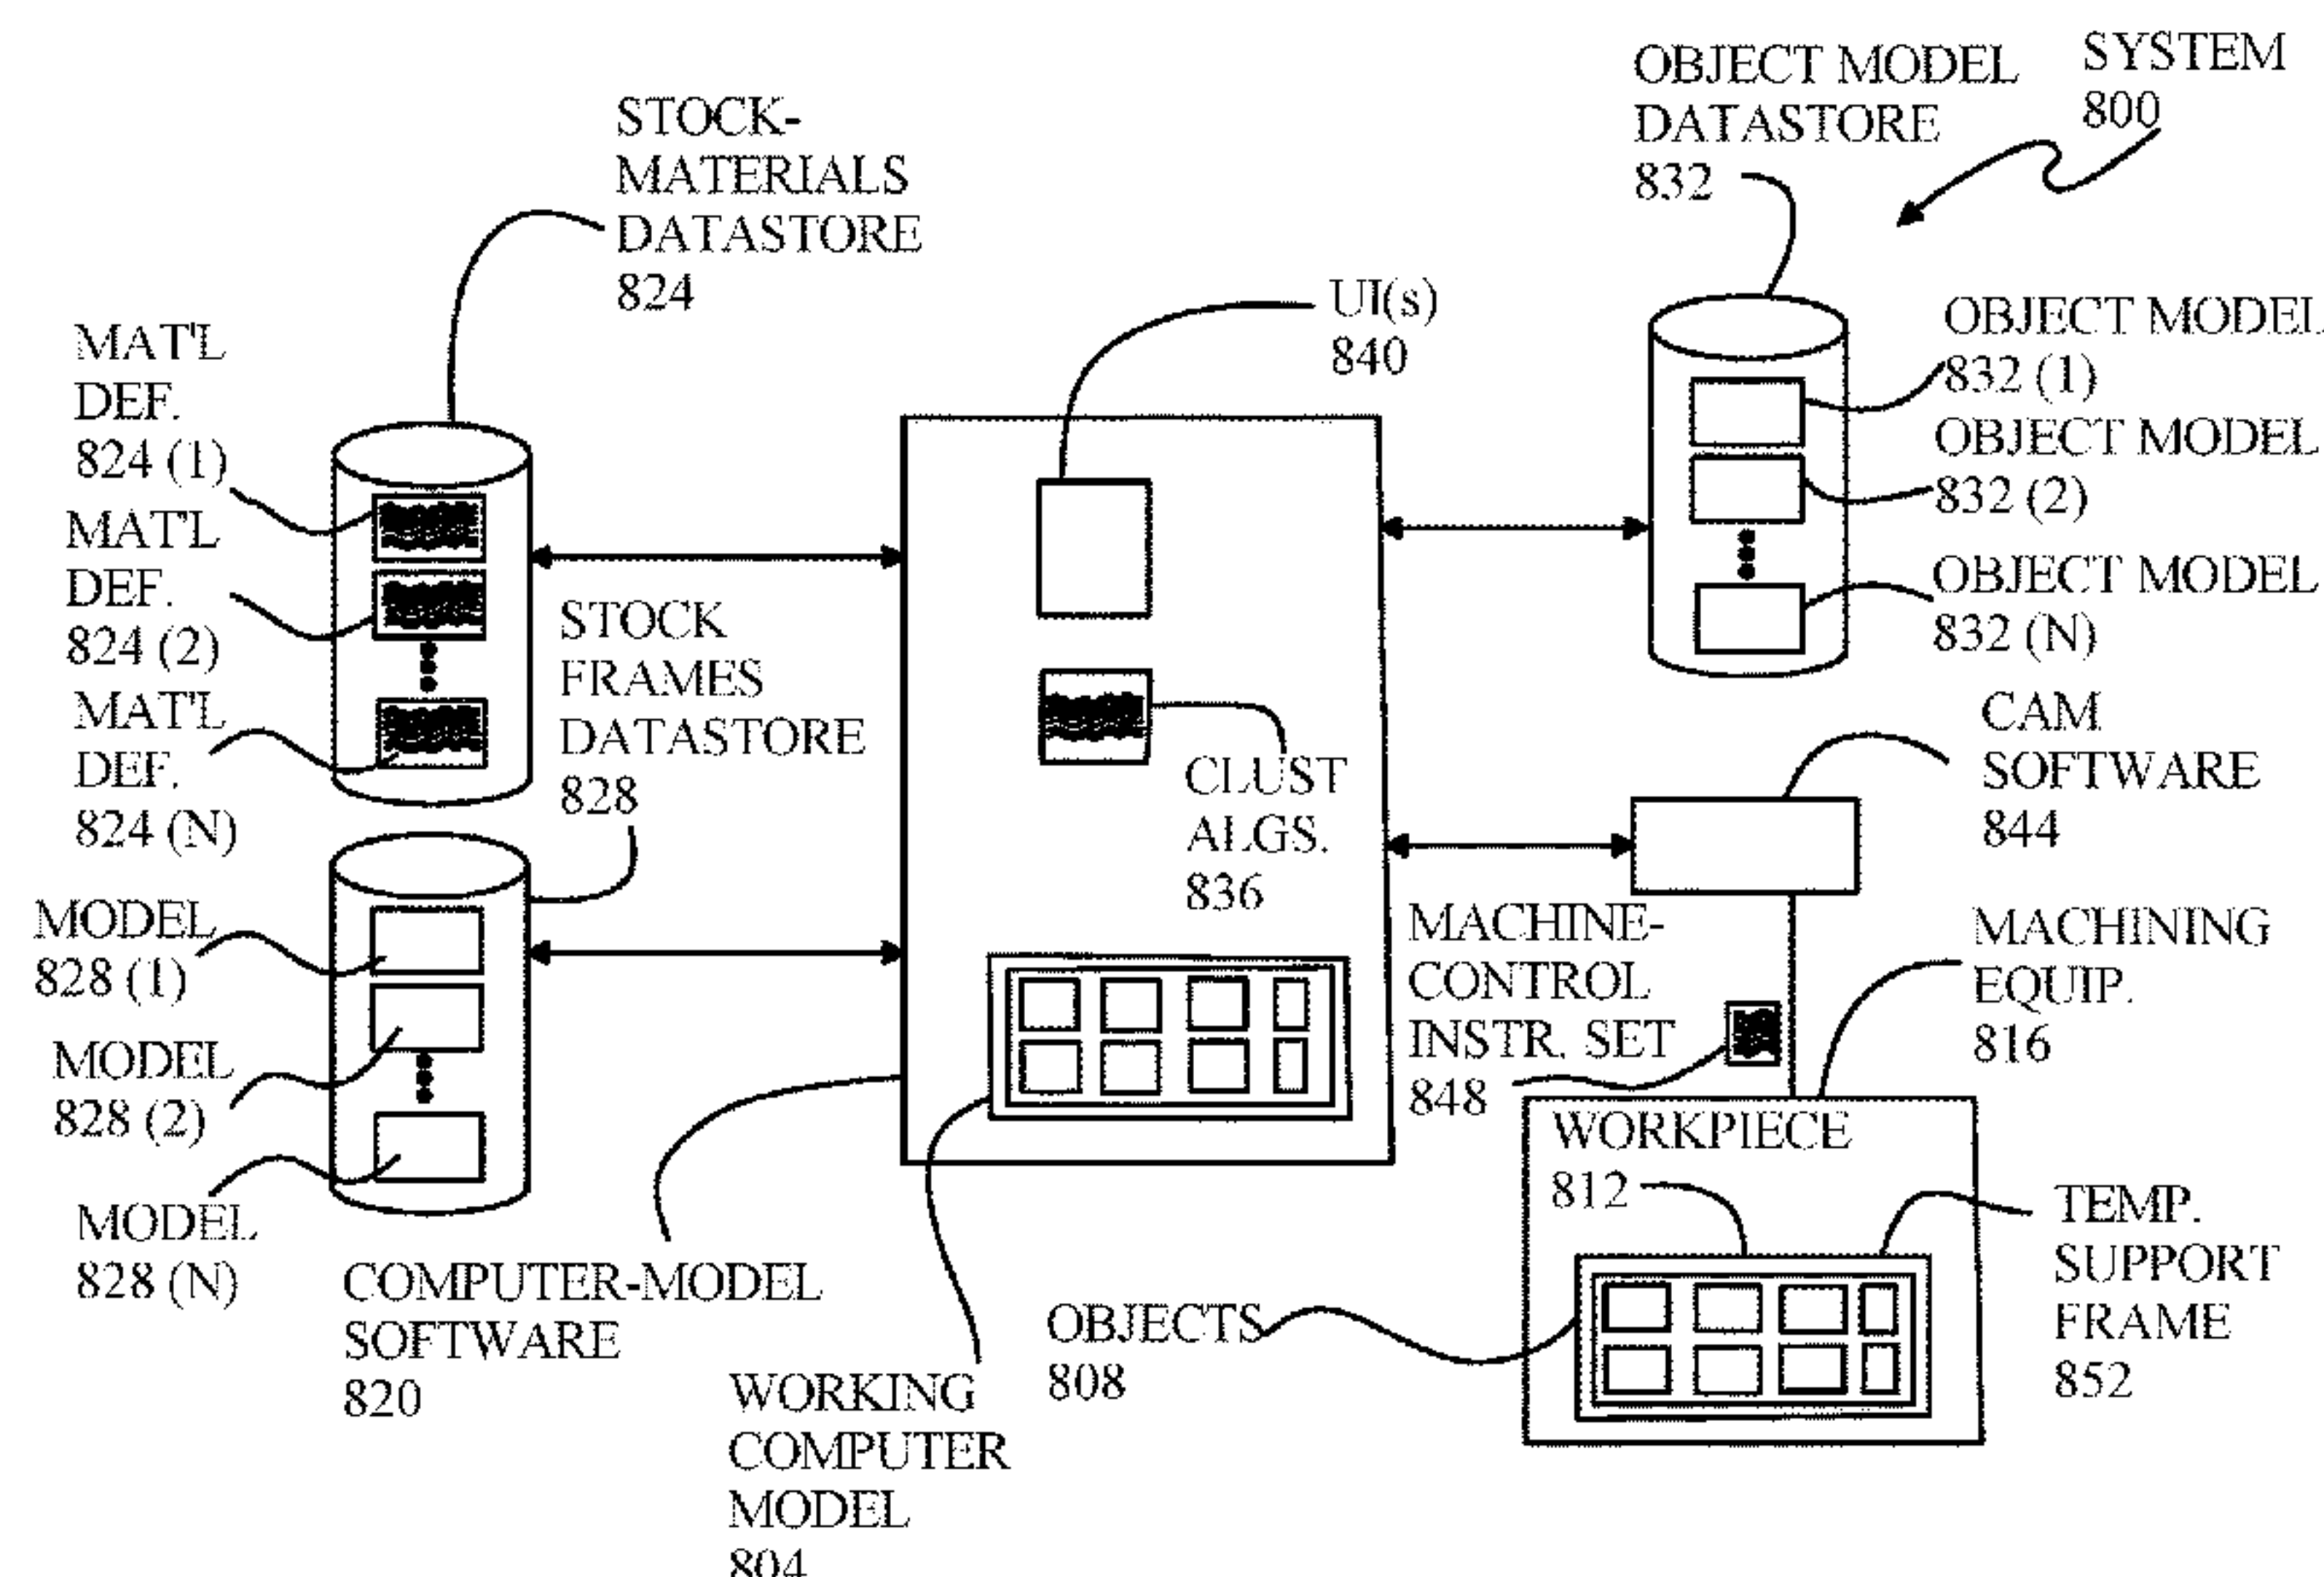 SYSTEM
800
OBJECT MODEL
DATASTORE
832
STOCK-
MATERIALS
DATASTORE
824
UI(s)
840
MAT'L
DEF.
824 (1)
MAT'L
DEF.
824 (2)
MAT'L
DEF.
824 (N)
OBJECT MODEL
832 (1)
OBJECT MODEL
832 (2)
OBJECT MODEL
832 (N)
STOCK
FRAMES
DATASTORE
828
CLUST
ALGS.
836
CAM
SOFTWARE
844
MODEL
828 (1)
MODEL
828 (2)
MODEL
828 (N)
MACHINE-
CONTROL
INSTR. SET
848
MACHINING
EQUIP.
816
WORKPIECE
812
TEMP.
SUPPORT
FRAME
852
COMPUTER-MODEL
SOFTWARE
820
OBJECTS
808
WORKING
COMPUTER
MODEL
804